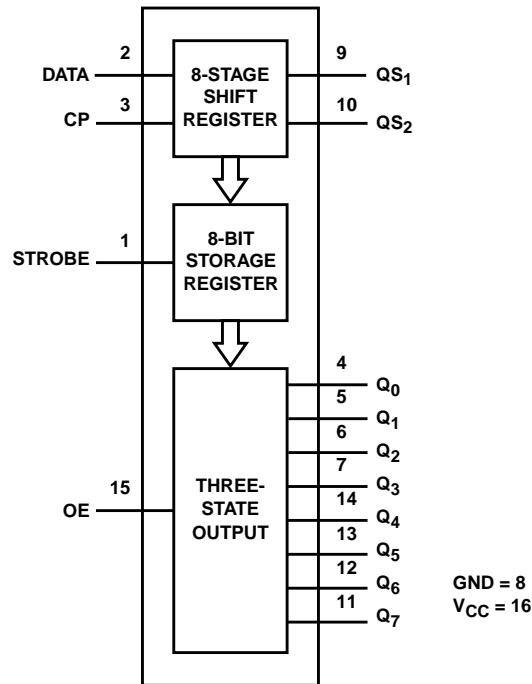 2
DATA
3
CP
8-STAGE
SHIFT
REGISTER
9
QS1
10
QS2
1
STROBE
8-BIT
STORAGE
REGISTER
15
OE
THREE-
STATE
OUTPUT
4
Q0
5
Q1
6
Q2
7
Q3
14
Q4
13
Q5
12
Q6
11
Q7
GND = 8
VCC = 16